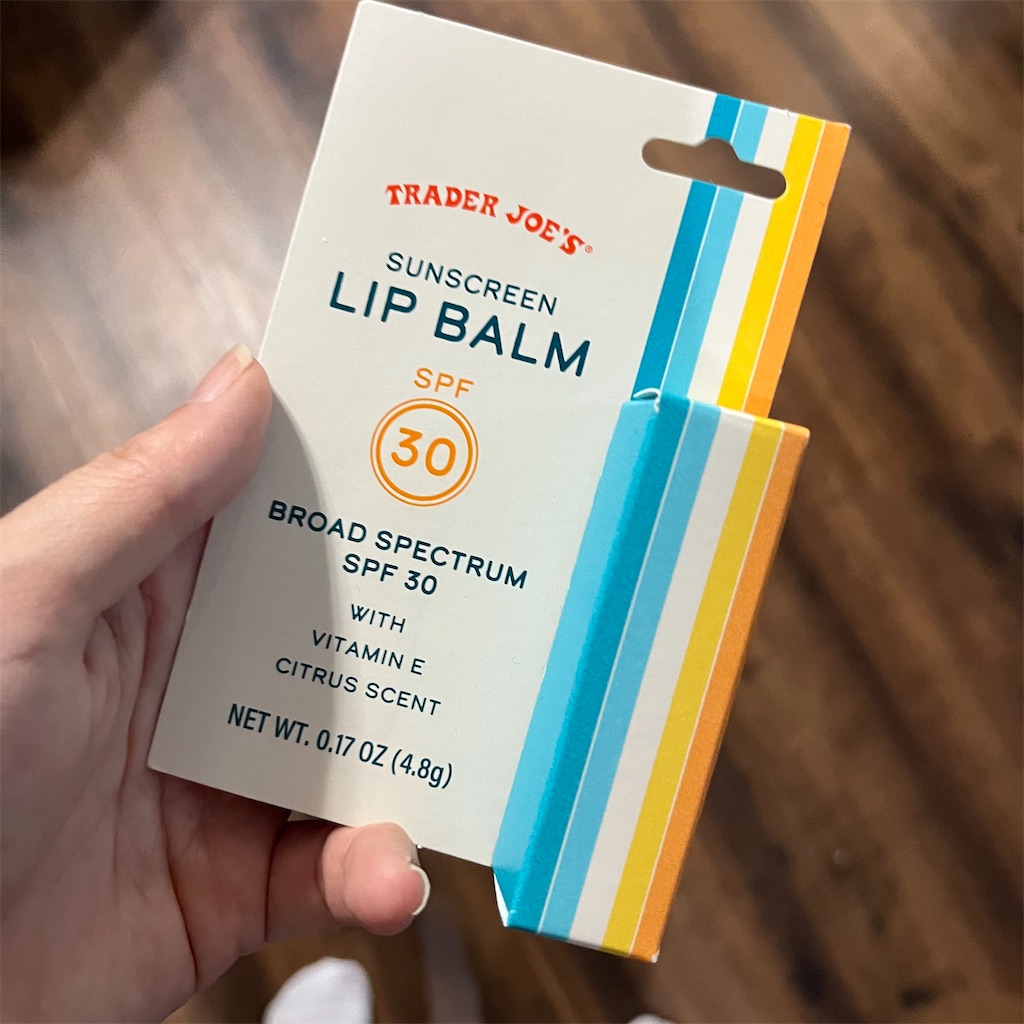 TRADER JOE'S®
SUNSCREEN
LIP BALM
SPF
30
BROAD SPECTRUM
SPF 30
WITH
VITAMIN E
CITRUS SCENT
NET WT. 0.17 OZ (4.8g)